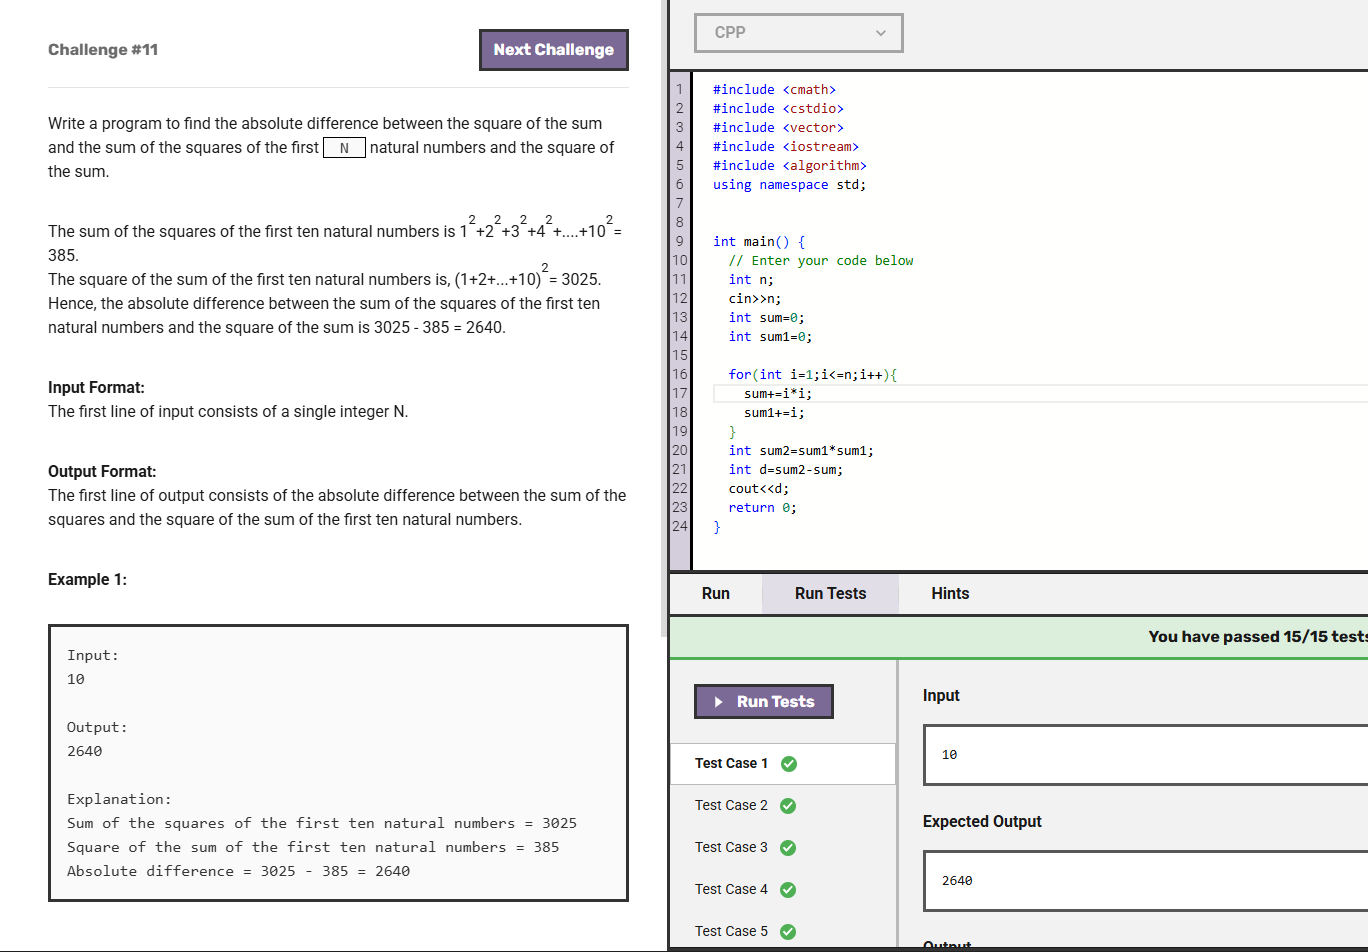 Challenge #11
Next Challenge
Write a program to find the absolute difference between the square of the sum
and the sum of the squares of the first N natural numbers and the square of
the sum.
The sum of the squares of the first ten natural numbers is 1²+2²+3²+4²+....+10²=
385.
The square of the sum of the first ten natural numbers is, (1+2+...+10)²= 3025.
Hence, the absolute difference between the sum of the squares of the first ten
natural numbers and the square of the sum is 3025 - 385 = 2640.
Input Format:
The first line of input consists of a single integer N.
Output Format:
The first line of output consists of the absolute difference between the sum of the
squares and the square of the sum of the first ten natural numbers.
Example 1:
Input:
10
Output:
2640
Explanation:
Sum of the squares of the first ten natural numbers = 3025
Square of the sum of the first ten natural numbers = 385
Absolute difference = 3025 - 385 = 2640
CPP
1 #include <cmath>
2 #include <cstdio>
3 #include <vector>
4 #include <iostream>
5 #include <algorithm>
6 using namespace std;
7
8
9 int main() {
10 // Enter your code below
11 int n;
12 cin>>n;
13 int sum=0;
14 int sum1=0;
15
16 for(int i=1;i<=n;i++){
17 sum+=i*i;
18 sum1+=i;
19 }
20 int sum2=sum1*sum1;
21 int d=sum2-sum;
22 cout<<d;
23 return 0;
24 }
Run
Run Tests
Hints
You have passed 15/15 tests
Run Tests
Test Case 1
Test Case 2
Test Case 3
Test Case 4
Test Case 5
Input
10
Expected Output
2640
Output